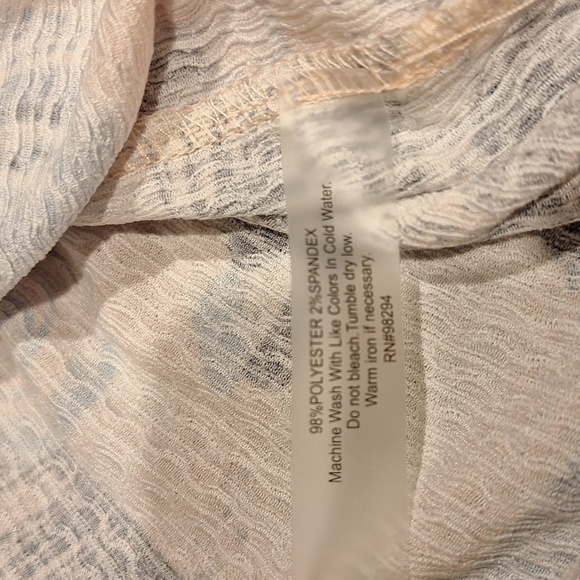 98%POLYESTER 2%SPANDEX
Machine Wash With Like Colors In Cold Water.
Do not bleach.Tumble dry low.
Warm iron if necessary.
RN#98294